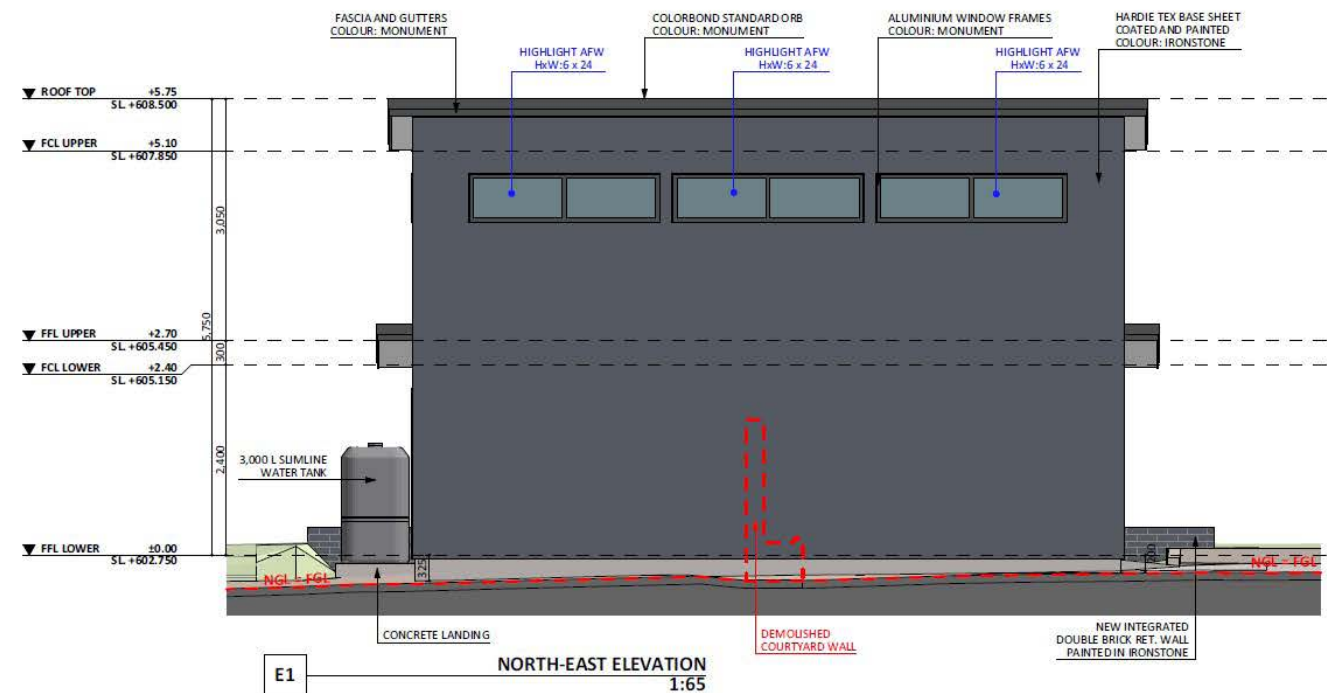 FASCIA AND GUTTERS
COLOUR: MONUMENT
COLORBOND STANDARD ORB
COLOUR: MONUMENT
ALUMINIUM WINDOW FRAMES
COLOUR: MONUMENT
HARDIE TEX BASE SHEET
COATED AND PAINTED
COLOUR: IRONSTONE
HIGHLIGHT AFW
HxW:6 x 24
HIGHLIGHT AFW
HxW:6 x 24
HIGHLIGHT AFW
HxW:6 x 24
ROOF TOP +5.75
SL +608.500
FCL UPPER +5.10
SL +607.850
3,050
FFL UPPER +2.70
SL +605.450
5,750
300
FCL LOWER +2.40
SL +605.150
2,400
3,000 L SLIMLINE
WATER TANK
FFL LOWER ±0.00
SL +602.750
NGL = FGL
325
200
NGL = FGL
CONCRETE LANDING
DEMOLISHED
COURTYARD WALL
NEW INTEGRATED
DOUBLE BRICK RET. WALL
PAINTED IN IRONSTONE
E1
NORTH-EAST ELEVATION
1:65